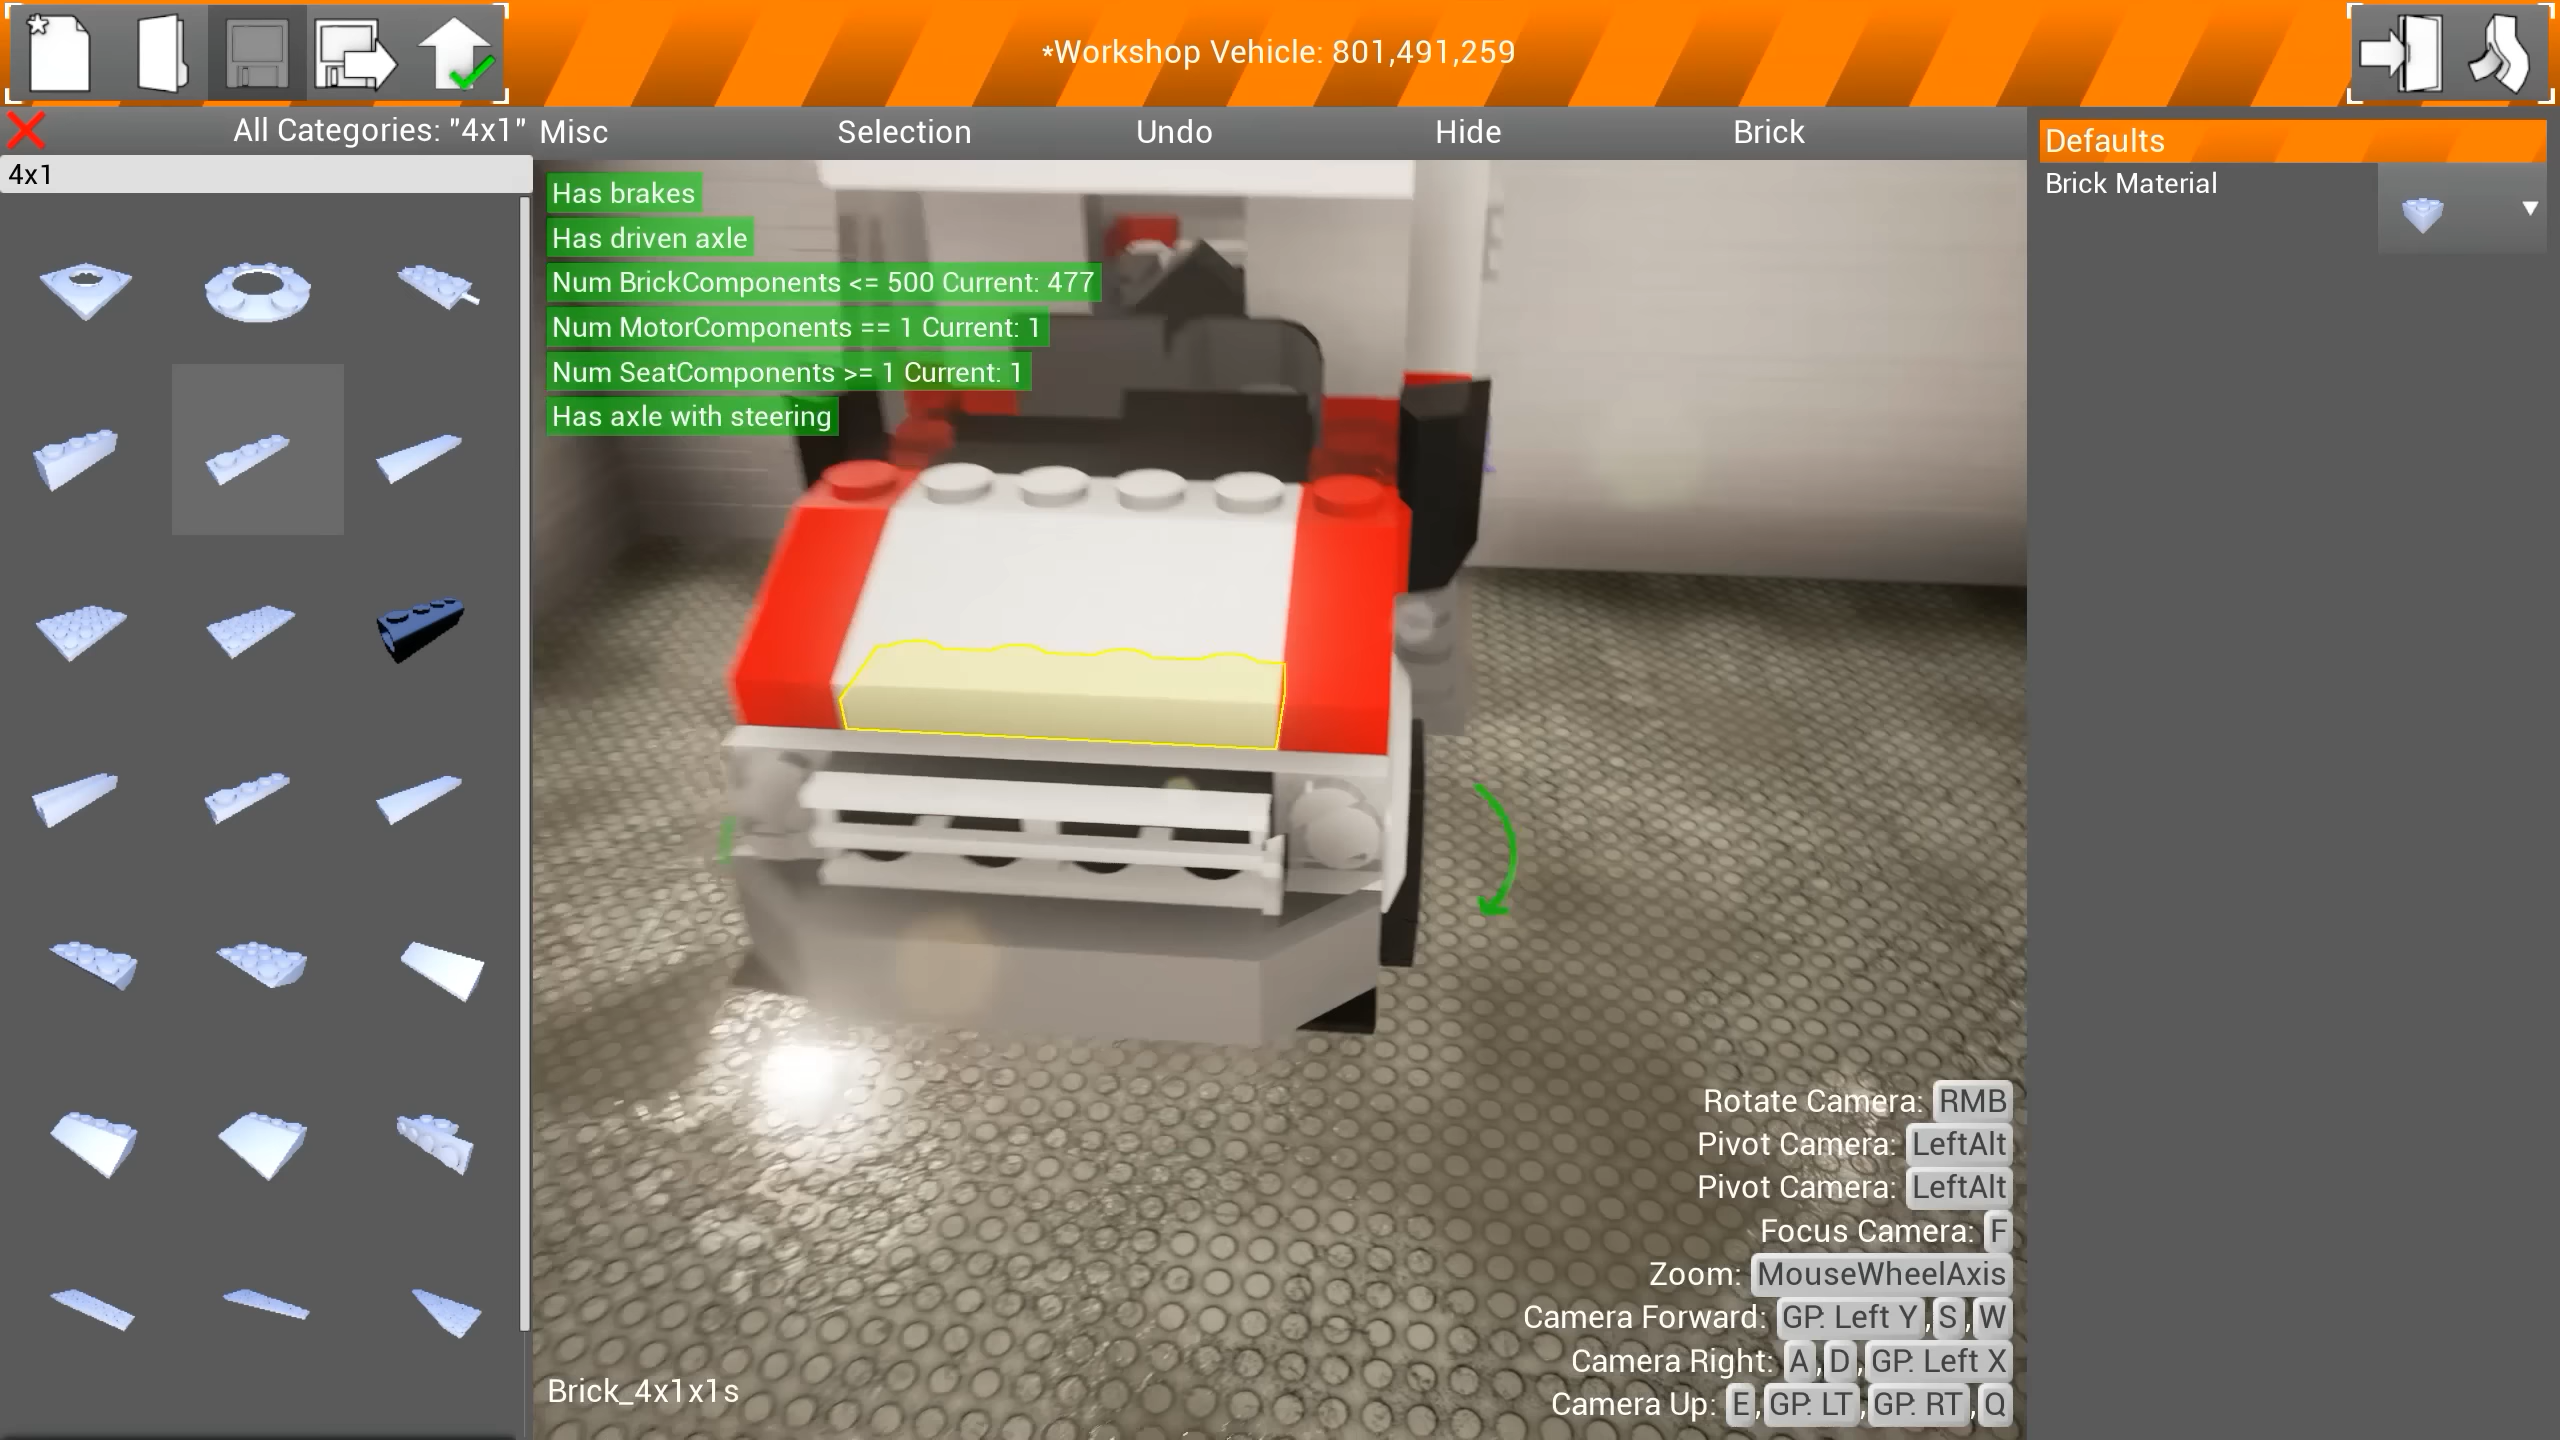 *Workshop Vehicle: 801,491,259
All Categories: "4x1"
Misc
Selection
Undo
Hide
Brick
Defaults
4x1
Brick Material
Has brakes
Has driven axle
Num BrickComponents <= 500 Current: 477
Num MotorComponents == 1 Current: 1
Num SeatComponents >= 1 Current: 1
Has axle with steering
Rotate Camera: RMB
Pivot Camera: LeftAlt
Pivot Camera: LeftAlt
Focus Camera: F
Zoom: MouseWheelAxis
Camera Forward: GP: Left Y,S,W
Camera Right: A,D,GP: Left X
Camera Up: E,GP: LT,GP: RT,Q
Brick_4x1x1s